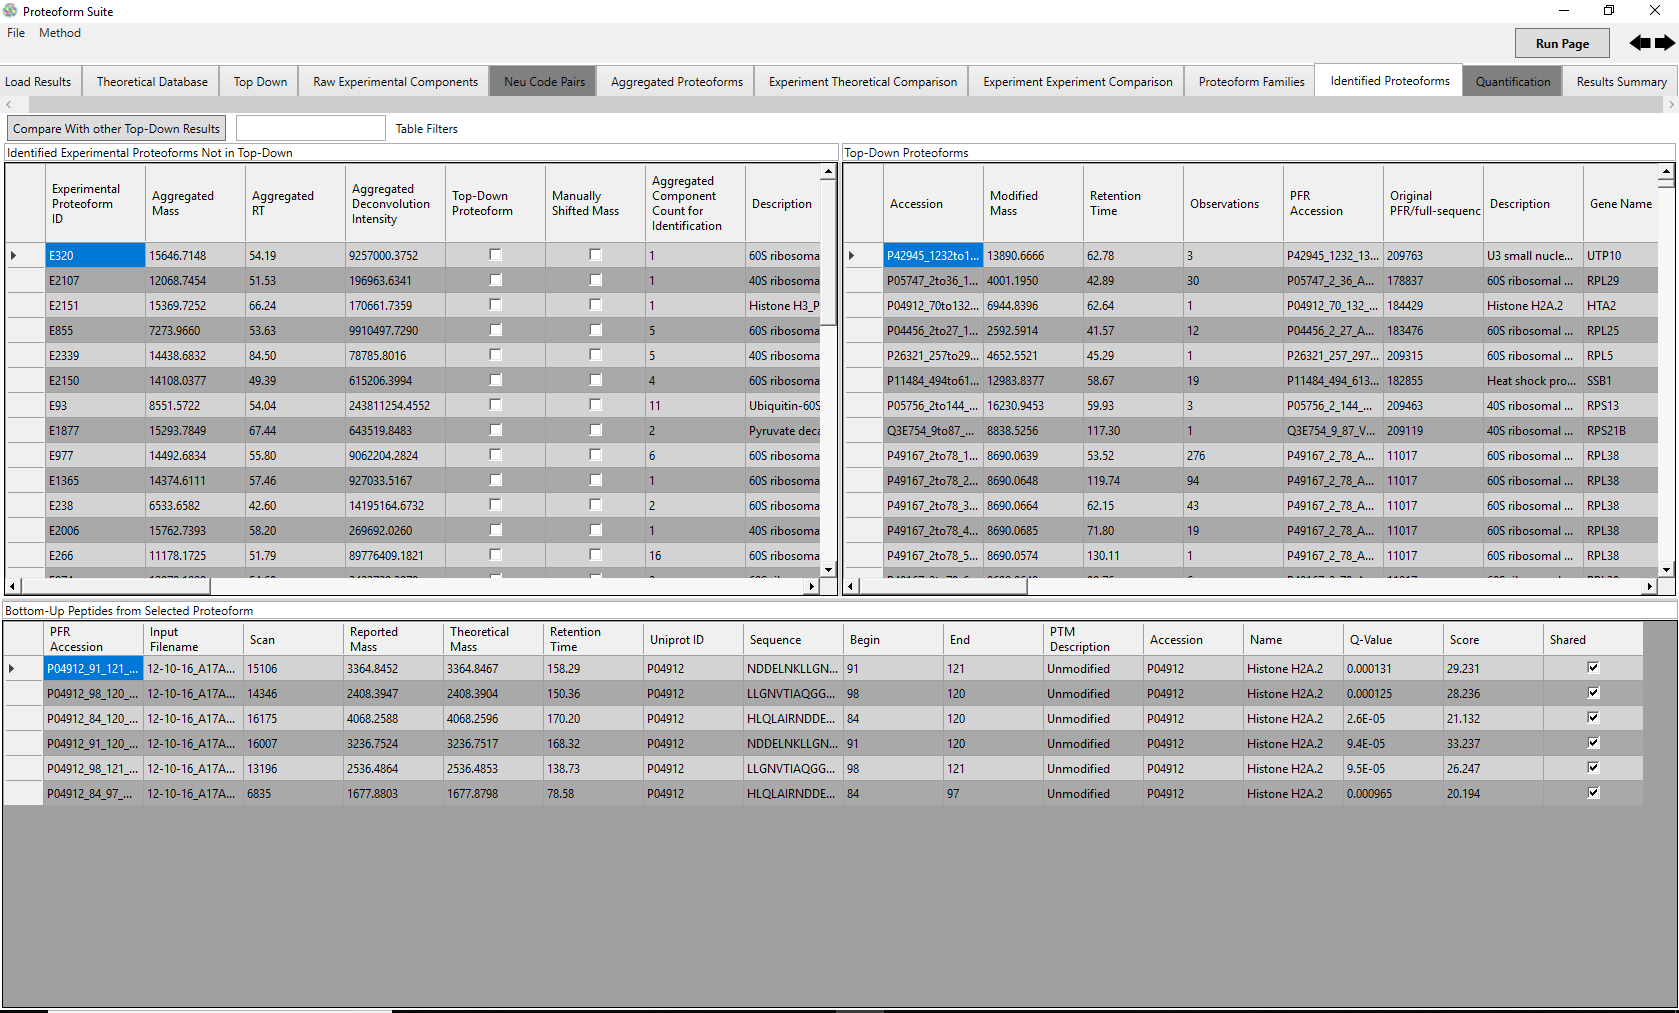 Proteoform Suite
File Method
Run Page
Load Results Theoretical Database Top Down Raw Experimental Components Neu Code Pairs Aggregated Proteoforms Experiment Theoretical Comparison Experiment Experiment Comparison Proteoform Families Identified Proteoforms Quantification Results Summary
Compare With other Top-Down Results Table Filters
Identified Experimental Proteoforms Not in Top-Down
Experimental Proteoform ID Aggregated Mass Aggregated RT Aggregated Deconvolution Intensity Top-Down Proteoform Manually Shifted Mass Aggregated Component Count for Identification Description
E320 15646.7148 54.19 9257000.3752 1 60S ribosoma
E2107 12068.7454 51.53 196963.6341 1 40S ribosoma
E2151 15369.7252 66.24 170661.7359 1 Histone H3_P
E855 7273.9660 53.63 9910497.7290 5 60S ribosoma
E2339 14438.6832 84.50 78785.8016 5 40S ribosoma
E2150 14108.0377 49.39 615206.3994 4 60S ribosoma
E93 8551.5722 54.04 243811254.4552 11 Ubiquitin-60S
E1877 15293.7849 67.44 643519.8483 2 Pyruvate deca
E977 14492.6834 55.80 9062204.2824 6 60S ribosoma
E1365 14374.6111 57.46 927033.5167 1 60S ribosoma
E238 6533.6582 42.60 14195164.6732 2 60S ribosoma
E2006 15762.7393 58.20 269692.0260 1 40S ribosoma
E266 11178.1725 51.79 89776409.1821 16 60S ribosoma
Top-Down Proteoforms
Accession Modified Mass Retention Time Observations PFR Accession Original PFR/full-sequenc Description Gene Name
P42945_1232to1... 13890.6666 62.78 3 P42945_1232_13... 209763 U3 small nucle... UTP10
P05747_2to36_1... 4001.1950 42.89 30 P05747_2_36_A... 178837 60S ribosomal ... RPL29
P04912_70to132... 6944.8396 62.64 1 P04912_70_132_... 184429 Histone H2A.2 HTA2
P04456_2to27_1... 2592.5914 41.57 12 P04456_2_27_A... 183476 60S ribosomal ... RPL25
P26321_257to29... 4652.5521 45.29 1 P26321_257_297... 209315 60S ribosomal ... RPL5
P11484_494to61... 12983.8377 58.67 19 P11484_494_613... 182855 Heat shock pro... SSB1
P05756_2to144_... 16230.9453 59.93 3 P05756_2_144_... 209463 40S ribosomal ... RPS13
Q3E754_9to87_... 8838.5256 117.30 1 Q3E754_9_87_V... 209119 40S ribosomal ... RPS21B
P49167_2to78_1... 8690.0639 53.52 276 P49167_2_78_A... 11017 60S ribosomal ... RPL38
P49167_2to78_2... 8690.0648 119.74 94 P49167_2_78_A... 11017 60S ribosomal ... RPL38
P49167_2to78_3... 8690.0664 62.15 43 P49167_2_78_A... 11017 60S ribosomal ... RPL38
P49167_2to78_4... 8690.0685 71.80 19 P49167_2_78_A... 11017 60S ribosomal ... RPL38
P49167_2to78_5... 8690.0574 130.11 1 P49167_2_78_A... 11017 60S ribosomal ... RPL38
Bottom-Up Peptides from Selected Proteoform
PFR Accession Input Filename Scan Reported Mass Theoretical Mass Retention Time Uniprot ID Sequence Begin End PTM Description Accession Name Q-Value Score Shared
P04912_91_121_... 12-10-16_A17A... 15106 3364.8452 3364.8467 158.29 P04912 NDDELNKLLGN... 91 121 Unmodified P04912 Histone H2A.2 0.000131 29.231
P04912_98_120_... 12-10-16_A17A... 14346 2408.3947 2408.3904 150.36 P04912 LLGNVTIAQGG... 98 120 Unmodified P04912 Histone H2A.2 0.000125 28.236
P04912_84_120_... 12-10-16_A17A... 16175 4068.2588 4068.2596 170.20 P04912 HLQLAIRNDDE... 84 120 Unmodified P04912 Histone H2A.2 2.6E-05 21.132
P04912_91_120_... 12-10-16_A17A... 16007 3236.7524 3236.7517 168.32 P04912 NDDELNKLLGN... 91 120 Unmodified P04912 Histone H2A.2 9.4E-05 33.237
P04912_98_121_... 12-10-16_A17A... 13196 2536.4864 2536.4853 138.73 P04912 LLGNVTIAQGG... 98 121 Unmodified P04912 Histone H2A.2 9.5E-05 26.247
P04912_84_97_... 12-10-16_A17A... 6835 1677.8803 1677.8798 78.58 P04912 HLQLAIRNDDE... 84 97 Unmodified P04912 Histone H2A.2 0.000965 20.194